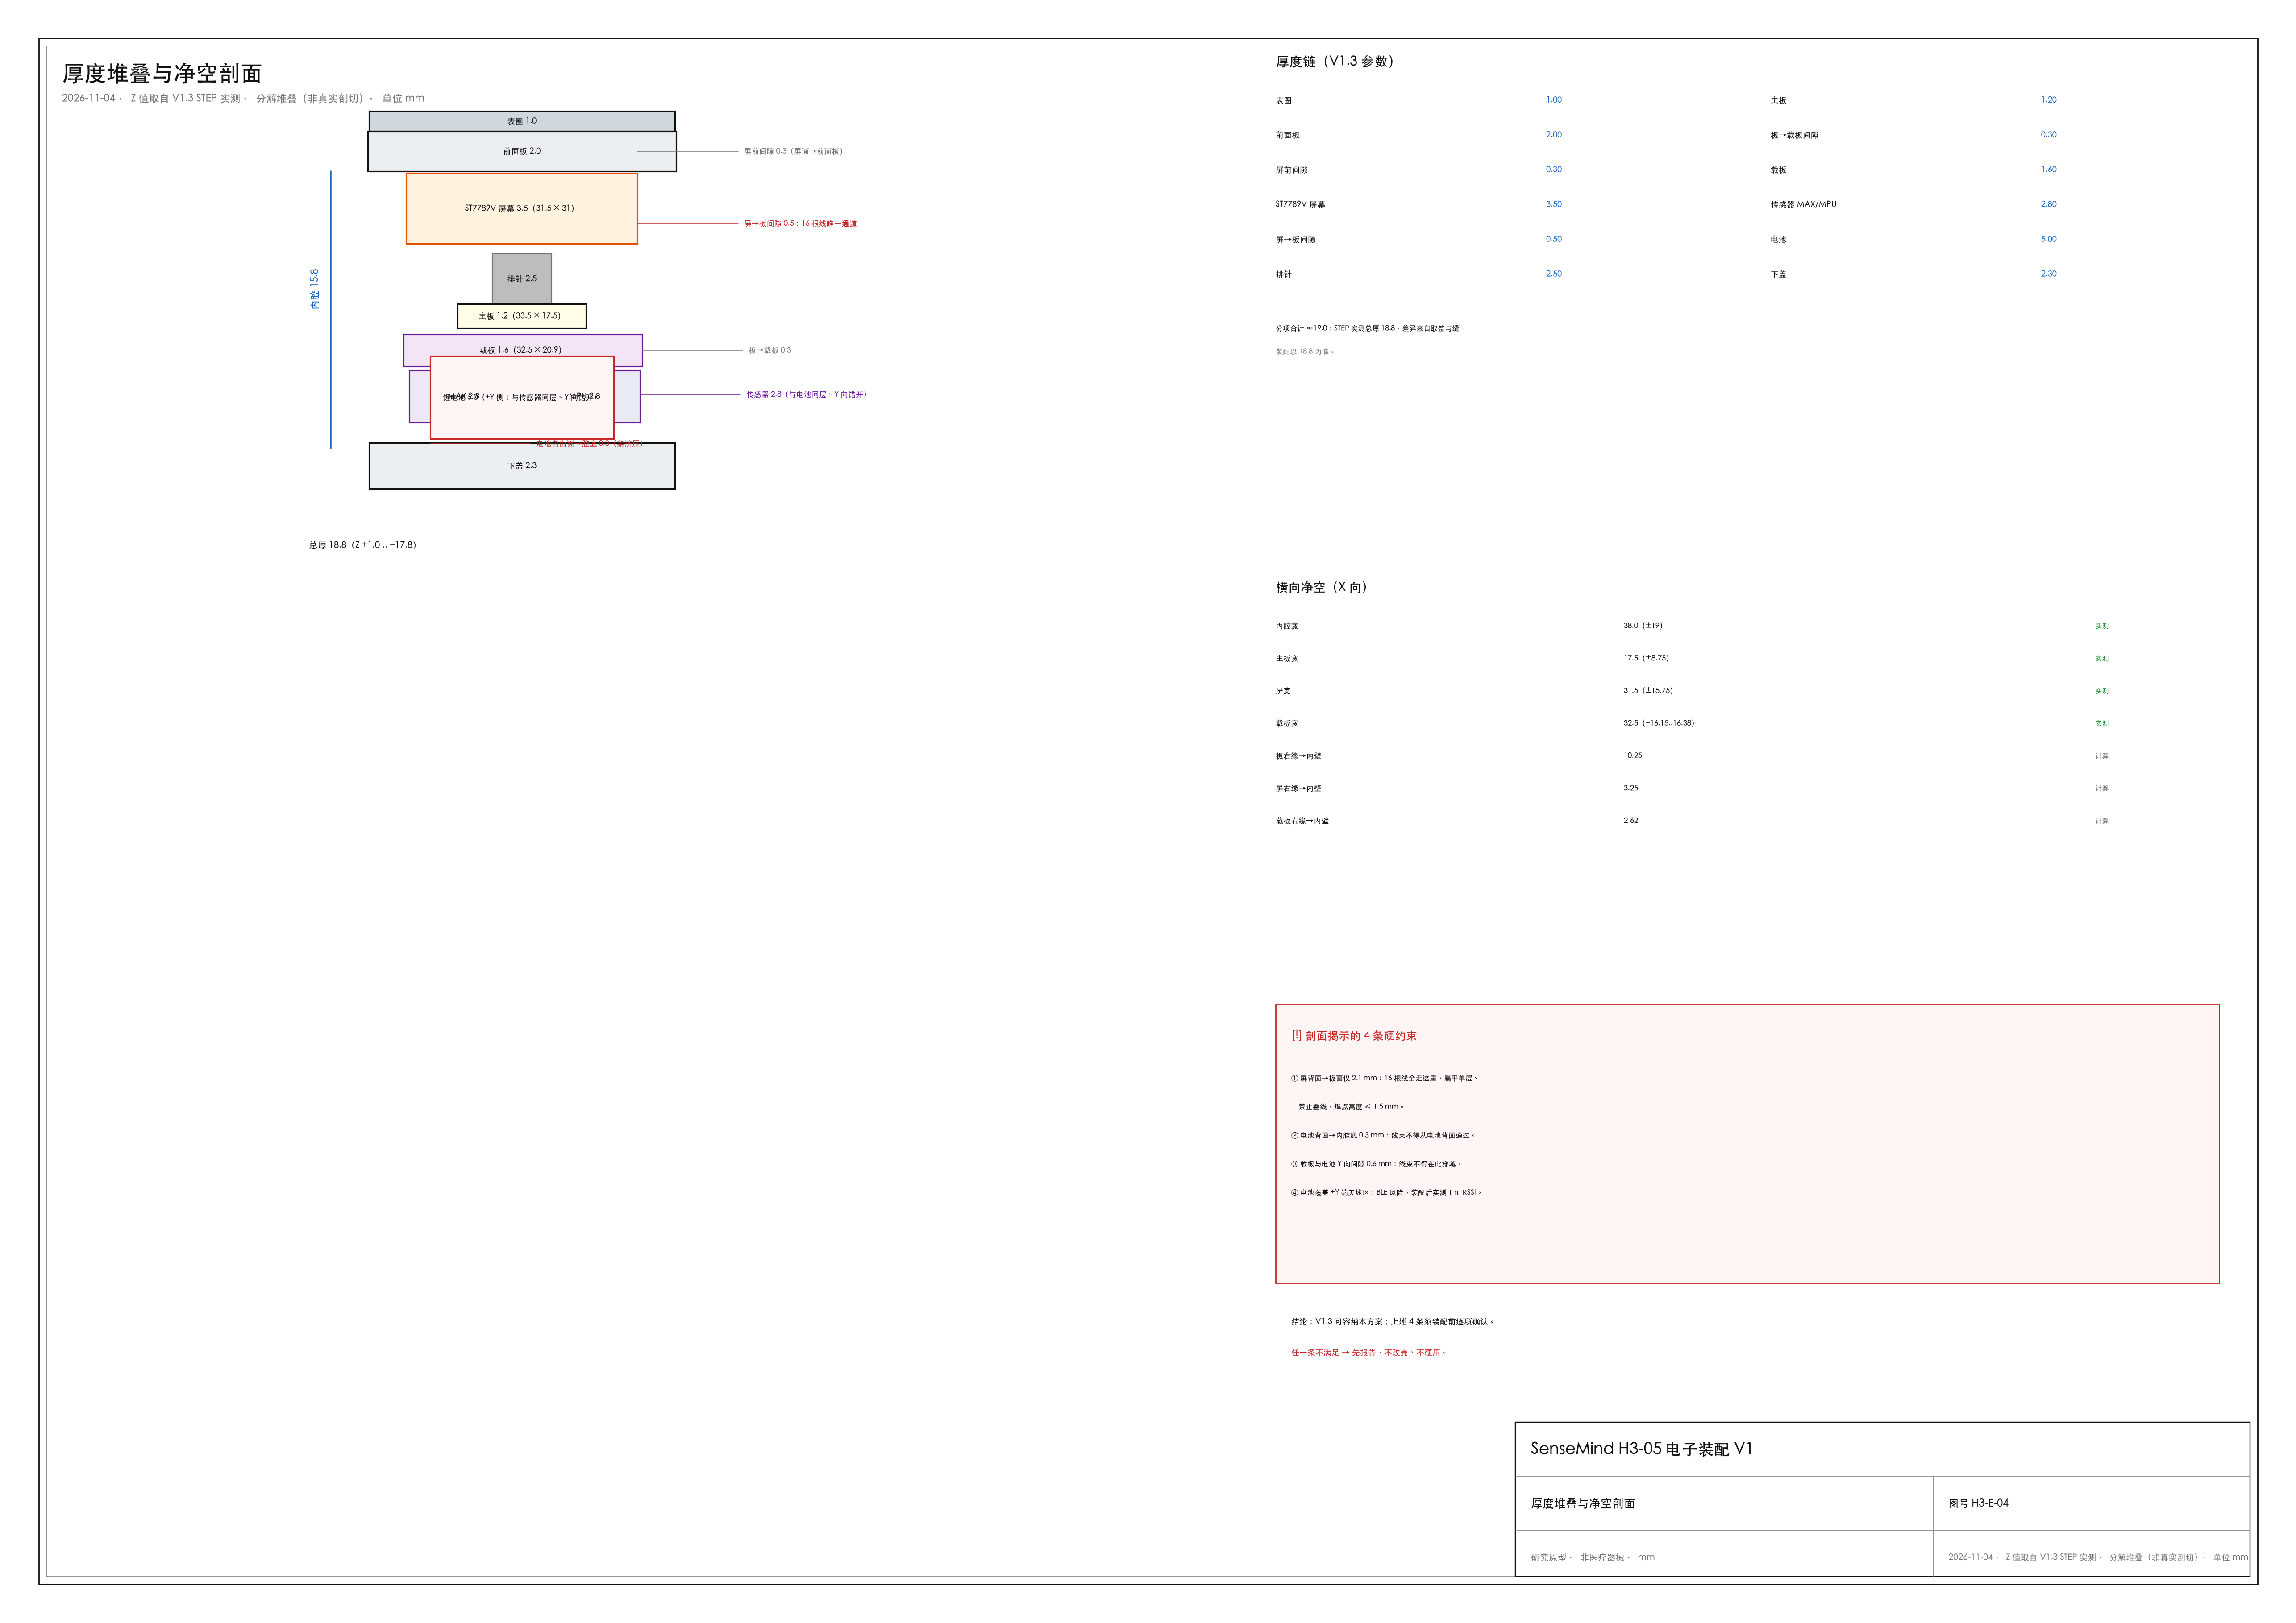 厚度堆叠与净空剖面
2026-11-04 · Z 值取自 V1.3 STEP 实测 · 分解堆叠（非真实剖切）· 单位 mm
表圈 1.0
前面板 2.0
屏前间隙 0.3（屏面→前面板）
ST7789V 屏幕 3.5（31.5×31）
屏→板间隙 0.5：16 根线唯一通道
内腔 15.8
排针 2.5
主板 1.2（33.5×17.5）
载板 1.6（32.5×20.9）
板→载板 0.3
MAX 2.8
MPU 2.8
（+Y 侧；与传感器同层、Y 向错开）
传感器 2.8（与电池同层、Y 向错开）
下盖 2.3
总厚 18.8（Z +1.0 .. −17.8）
厚度链（V1.3 参数）
表圈 1.00 主板 1.20
前面板 2.00 板→载板间隙 0.30
屏前间隙 0.30 载板 1.60
ST7789V 屏幕 3.50 传感器 MAX/MPU 2.80
屏→板间隙 0.50 电池 5.00
排针 2.50 下盖 2.30
分项合计 ≈19.0；STEP 实测总厚 18.8，差异来自取整与缝，
装配以 18.8 为准。
横向净空（X 向）
内腔宽 38.0（±19） 实测
主板宽 17.5（±8.75） 实测
屏宽 31.5（±15.75） 实测
载板宽 32.5（−16.15..16.38） 实测
板右缘→内壁 10.25 计算
屏右缘→内壁 3.25 计算
载板右缘→内壁 2.62 计算
[!] 剖面揭示的 4 条硬约束
① 屏背面→板面仅 2.1 mm：16 根线全走这里，扁平单层、
禁止叠线，焊点高度 ≤ 1.5 mm。
② 电池背面→内腔底 0.3 mm：线束不得从电池背面通过。
③ 载板与电池 Y 向间隙 0.6 mm：线束不得在此穿越。
④ 电池覆盖 +Y 端天线区：BLE 风险，装配后实测 1 m RSSI。
结论：V1.3 可容纳本方案；上述 4 条须装配前逐项确认。
任一条不满足 → 先报告，不改壳、不硬压。
SenseMind H3-05 电子装配 V1
厚度堆叠与净空剖面
图号 H3-E-04
研究原型 · 非医疗器械 · mm
2026-11-04 · Z 值取自 V1.3 STEP 实测 · 分解堆叠（非真实剖切）· 单位 mm